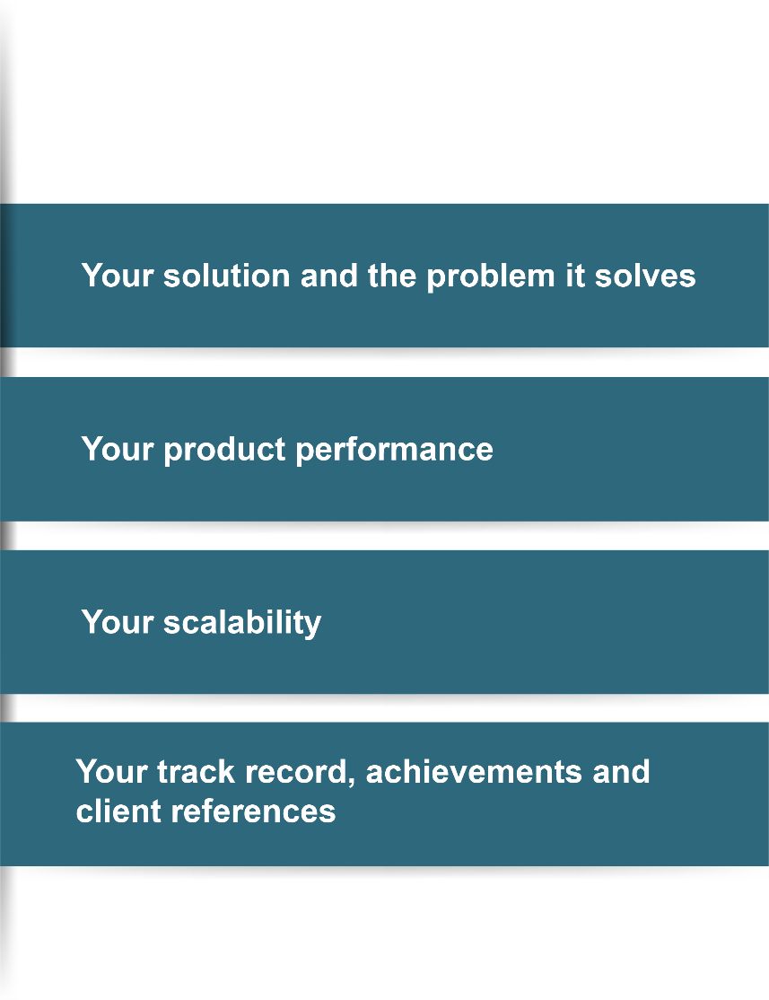 Your solution and the problem it solves
Your product performance
Your scalability
Your track record, achievements and
client references